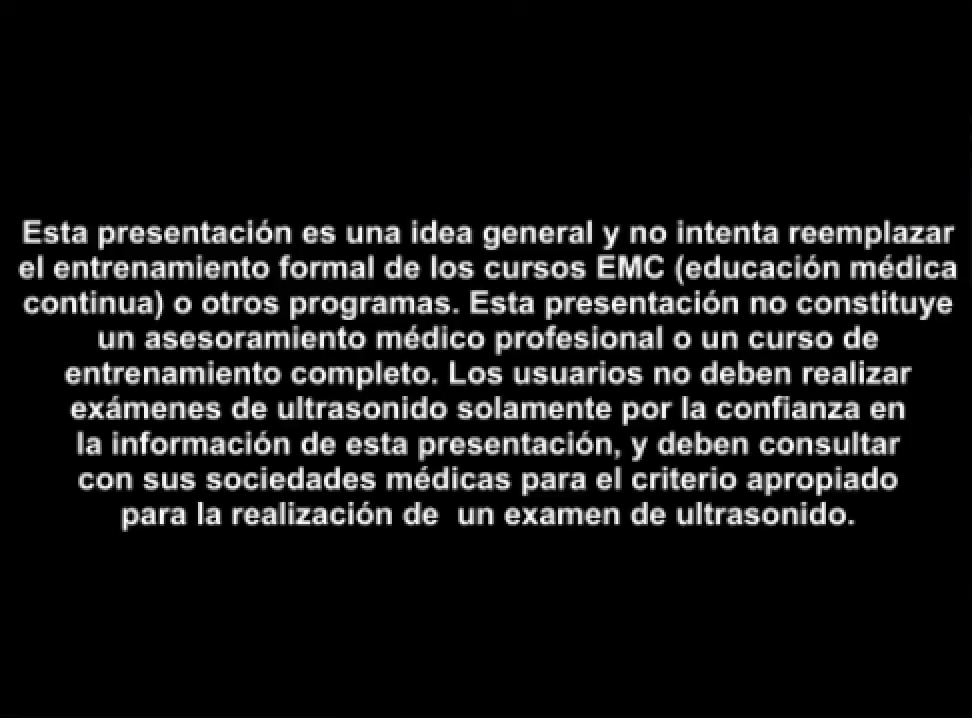 Esta presentación es una idea general y no intenta reemplazar
el entrenamiento formal de los cursos EMC (educación médica
continua) o otros programas. Esta presentación no constituye
un asesoramiento médico profesional o un curso de
entrenamiento completo. Los usuarios no deben realizar
exámenes de ultrasonido solamente por la confianza en
la información de esta presentación, y deben consultar
con sus sociedades médicas para el criterio apropiado
para la realización de  un examen de ultrasonido.